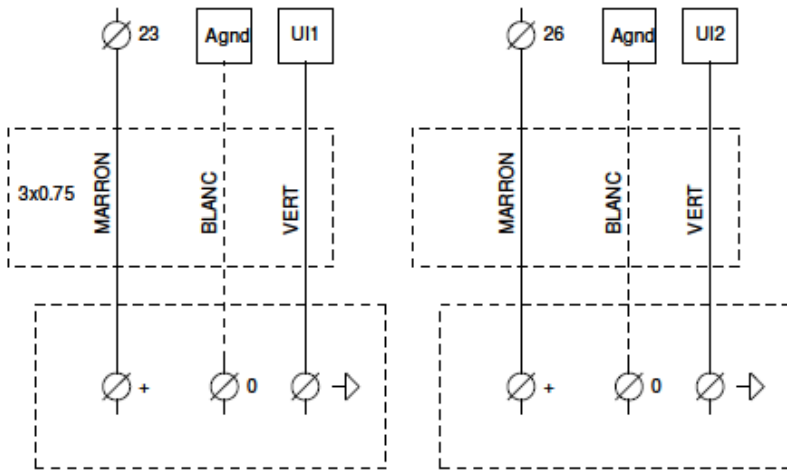 23 Agnd UI1 26 Agnd UI2
3x0.75 MARRON BLANC VERT MARRON BLANC VERT
+ 0 + 0